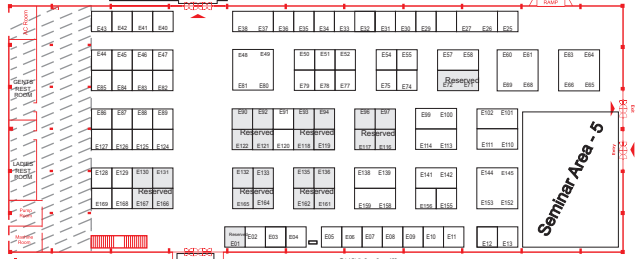 RAMP
AC Room
E43 E42 E41 E40 E38 E37 E36 E35 E34 E33 E32 E31 E30 E29 E27 E26 E25
E44 E45 E46 E47 E48 E49 E50 E51 E52 E54 E55 E57 E58 E60 E61 E63 E64
Reserved
E85 E84 E83 E82 E81 E80 E79 E78 E77 E75 E74 E72 E71 E69 E68 E66 E65
GENTS
REST
ROOM
E86 E87 E88 E89 E90 E92 E91 E93 E94 E96 E97 E99 E100 E102 E101
Reserved Reserved Reserved
E127 E126 E125 E124 E122 E121 E120 E118 E119 E117 E116 E114 E113 E111 E110
Exit
Entry
LADIES
REST
ROOM
E128 E129 E130 E131 E132 E133 E135 E136 E138 E139 E141 E142 E144 E145
Reserved Reserved Reserved
E169 E168 E167 E166 E165 E164 E162 E161 E159 E158 E156 E155 E153 E152
Seminar Area - 5
Room
Room
Reserved
E01 E02 E03 E04 E05 E06 E07 E08 E09 E10 E11 E12 E13